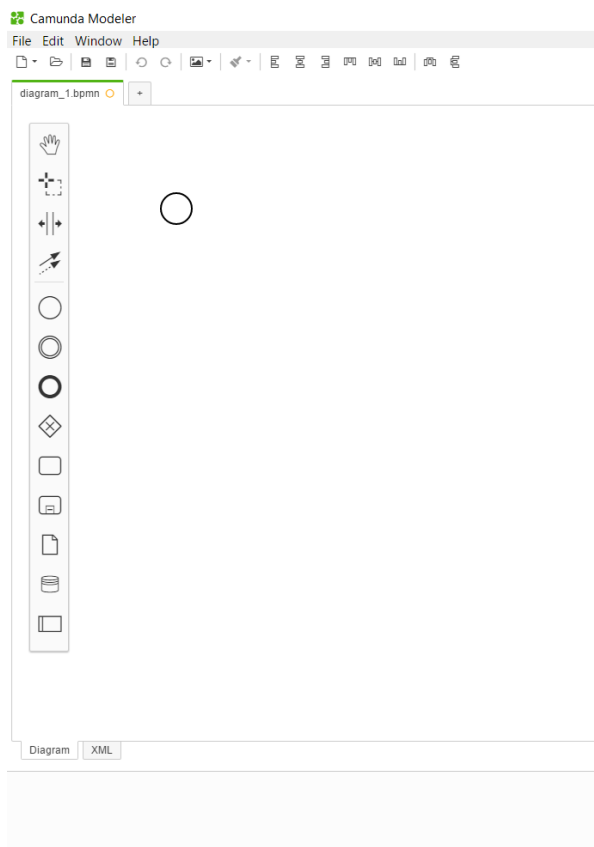 Camunda Modeler
File Edit Window Help
diagram_1.bpmn +
Diagram XML